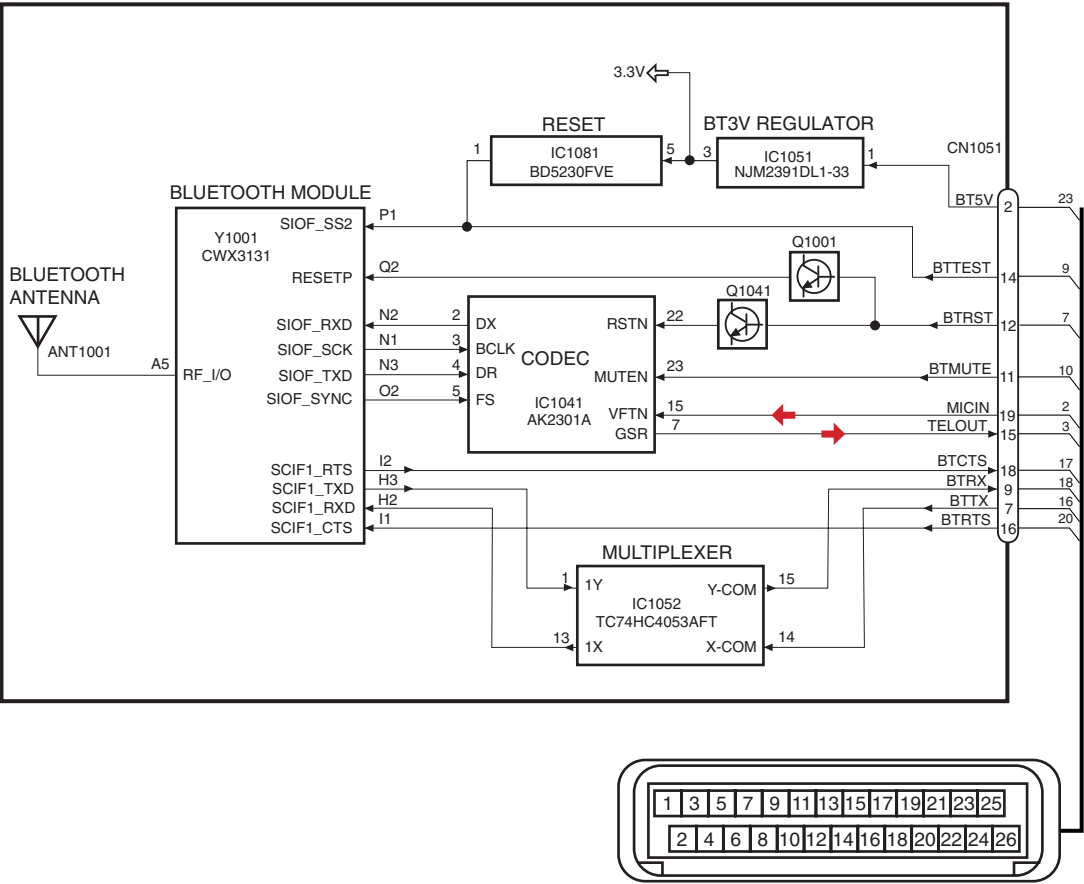 3.3V
RESET
BT3V REGULATOR
CN1051
1
IC1081
BD5230FVE
5
3
IC1051
NJM2391DL1-33
1
BLUETOOTH MODULE
BT5V
2
23
Y1001
CWX3131
SIOF_SS2
P1
Q1001
BLUETOOTH
ANTENNA
RESETP
Q2
BTTEST
14
9
Q1041
SIOF_RXD
N2
2
DX
RSTN
22
BTRST
12
7
SIOF_SCK
N1
3
BCLK
CODEC
ANT1001
A5
RF_I/O
SIOF_TXD
N3
4
DR
MUTEN
23
BTMUTE
11
10
SIOF_SYNC
O2
5
FS
IC1041
AK2301A
VFTN
15
MICIN
19
2
GSR
7
TELOUT
15
3
SCIF1_RTS
I2
BTCTS
18
17
SCIF1_TXD
H3
BTRX
9
18
SCIF1_RXD
H2
BTTX
7
16
SCIF1_CTS
I1
BTRTS
16
20
MULTIPLEXER
1
1Y
IC1052
TC74HC4053AFT
Y-COM
15
13
1X
X-COM
14
1 3 5 7 9 11 13 15 17 19 21 23 25
2 4 6 8 10 12 14 16 18 20 22 24 26